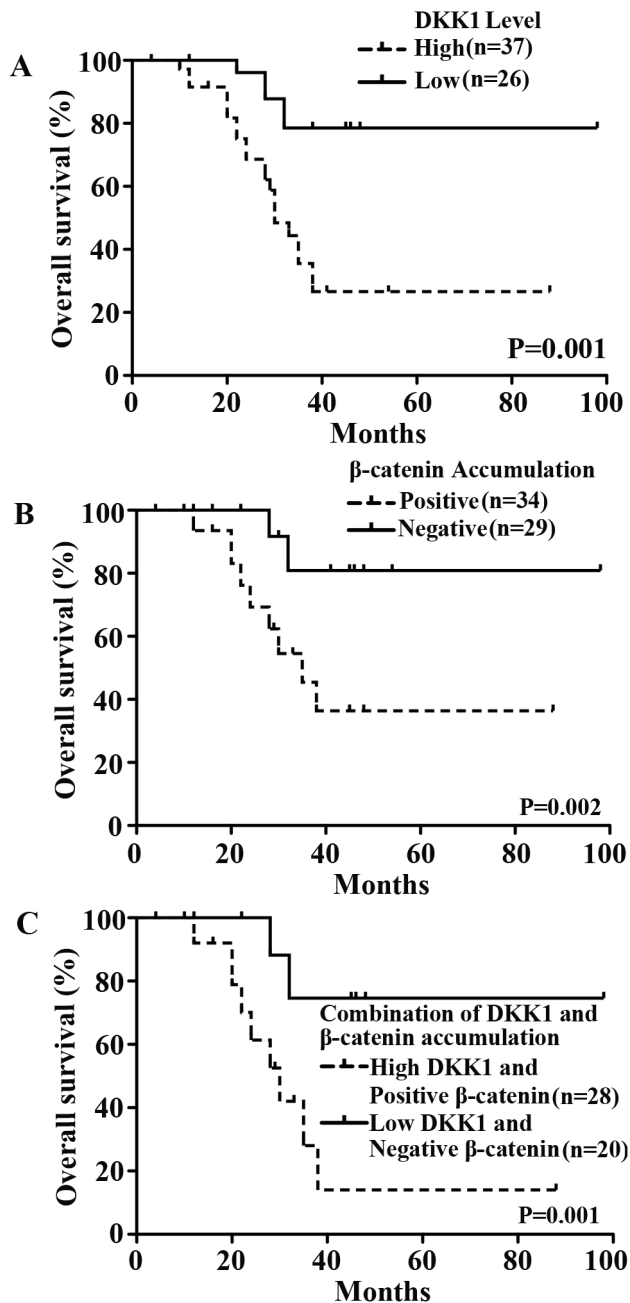 A
DKK1 Level
High (n=37)
Low (n=26)
100
80
60
40
20
0
Overall survival (%)
P=0.001
0 20 40 60 80 100
Months
B
β-catenin Accumulation
Positive (n=34)
Negative (n=29)
100
80
60
40
20
0
Overall survival (%)
P=0.002
0 20 40 60 80 100
Months
C
100
80
60
40
20
0
Overall survival (%)
Combination of DKK1 and
β-catenin accumulation
High DKK1 and
Positive β-catenin (n=28)
Low DKK1 and
Negative β-catenin (n=20)
P=0.001
0 20 40 60 80 100
Months